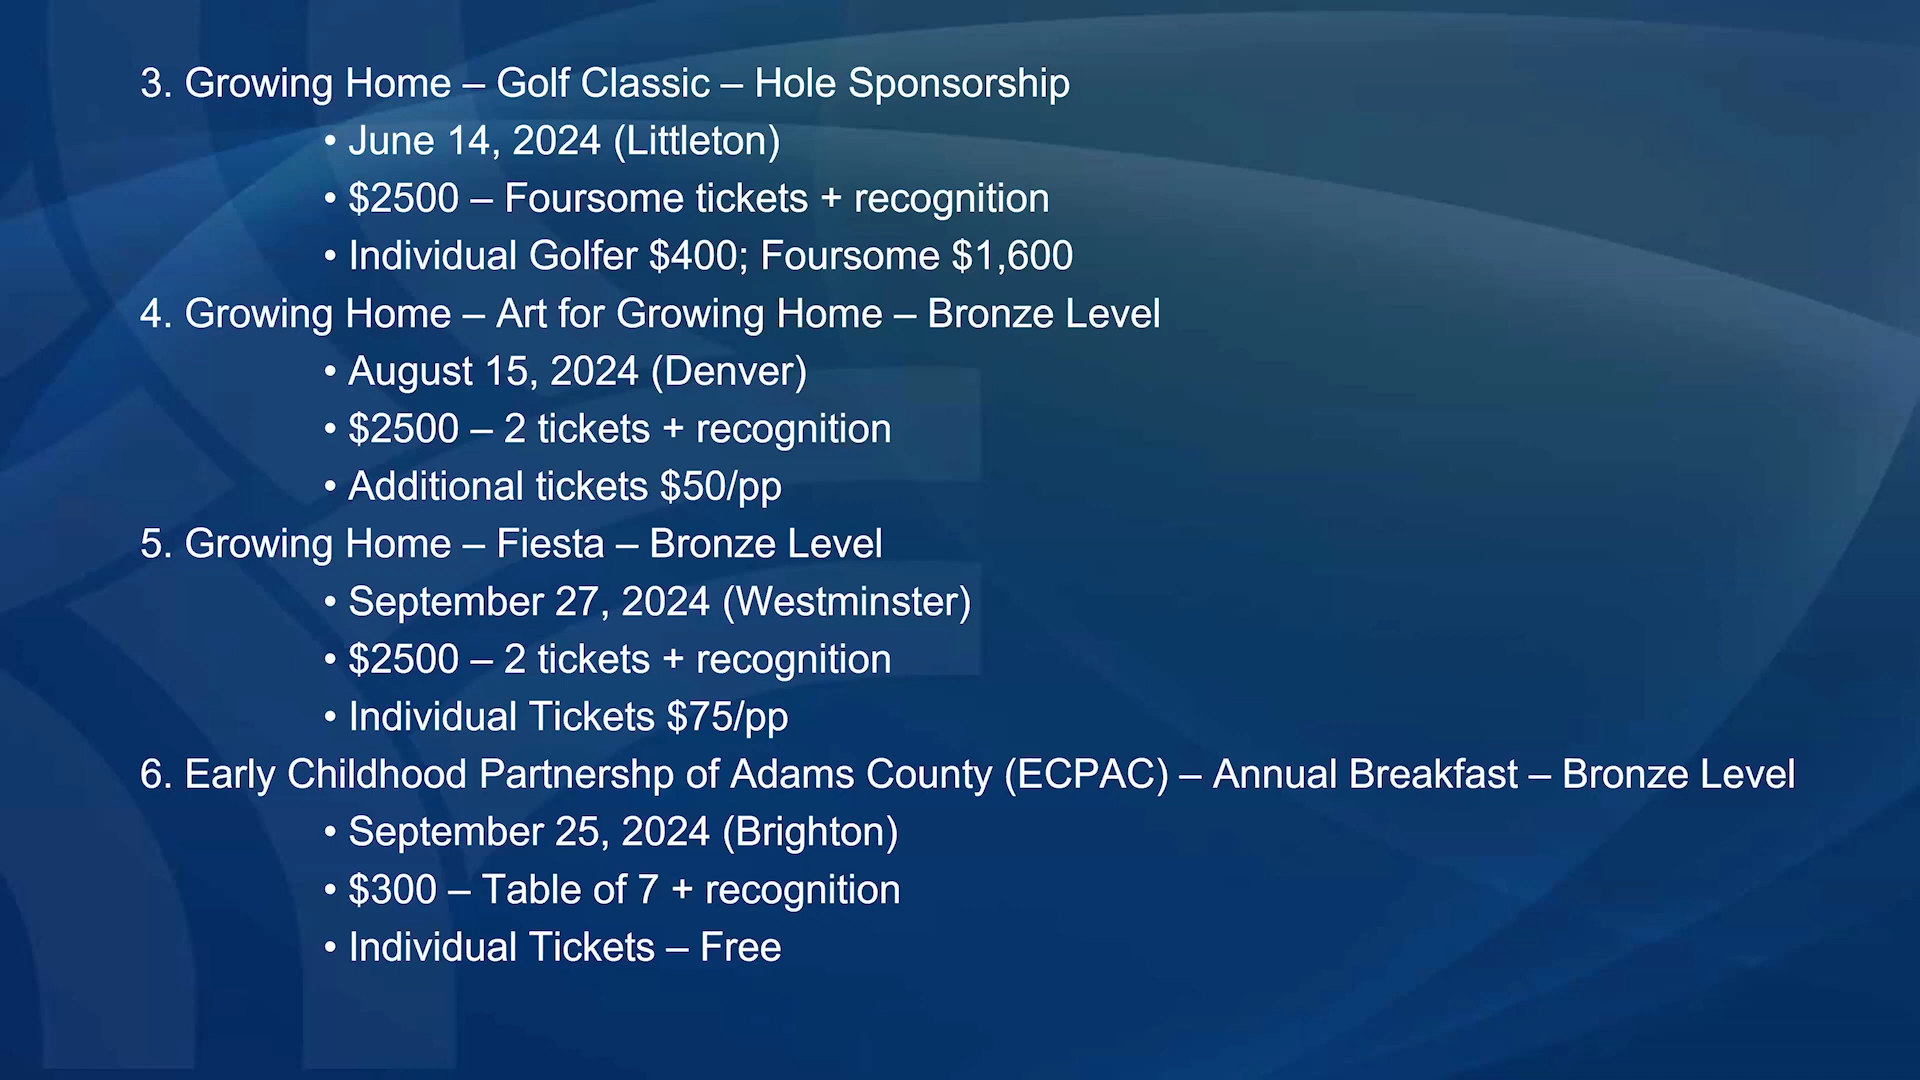 3. Growing Home – Golf Classic – Hole Sponsorship
• June 14, 2024 (Littleton)
• $2500 – Foursome tickets + recognition
• Individual Golfer $400; Foursome $1,600
4. Growing Home – Art for Growing Home – Bronze Level
• August 15, 2024 (Denver)
• $2500 – 2 tickets + recognition
• Additional tickets $50/pp
5. Growing Home – Fiesta – Bronze Level
• September 27, 2024 (Westminster)
• $2500 – 2 tickets + recognition
• Individual Tickets $75/pp
6. Early Childhood Partnershp of Adams County (ECPAC) – Annual Breakfast – Bronze Level
• September 25, 2024 (Brighton)
• $300 – Table of 7 + recognition
• Individual Tickets – Free